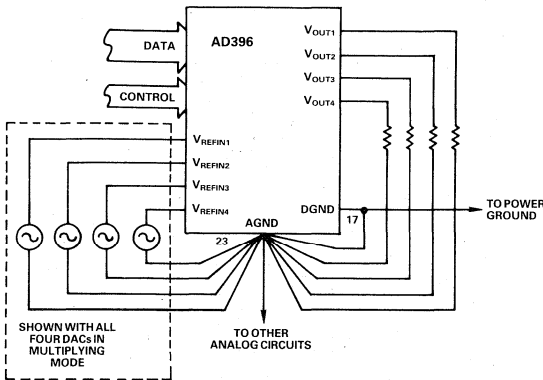 AD396
DATA
CONTROL
VOUT1
VOUT2
VOUT3
VOUT4
VREFIN1
VREFIN2
VREFIN3
VREFIN4
DGND
17
AGND
23
TO POWER
GROUND
TO OTHER
ANALOG CIRCUITS
SHOWN WITH ALL
FOUR DACs IN
MULTIPLYING
MODE